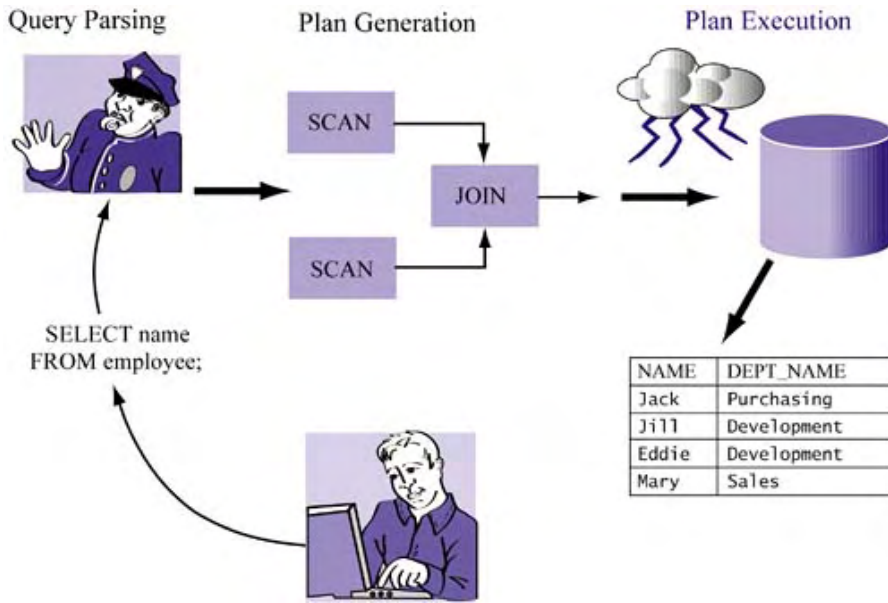 Query Parsing
Plan Generation
Plan Execution
SCAN
JOIN
SCAN
SELECT name
FROM employee;
NAME DEPT_NAME
Jack Purchasing
Jill Development
Eddie Development
Mary Sales